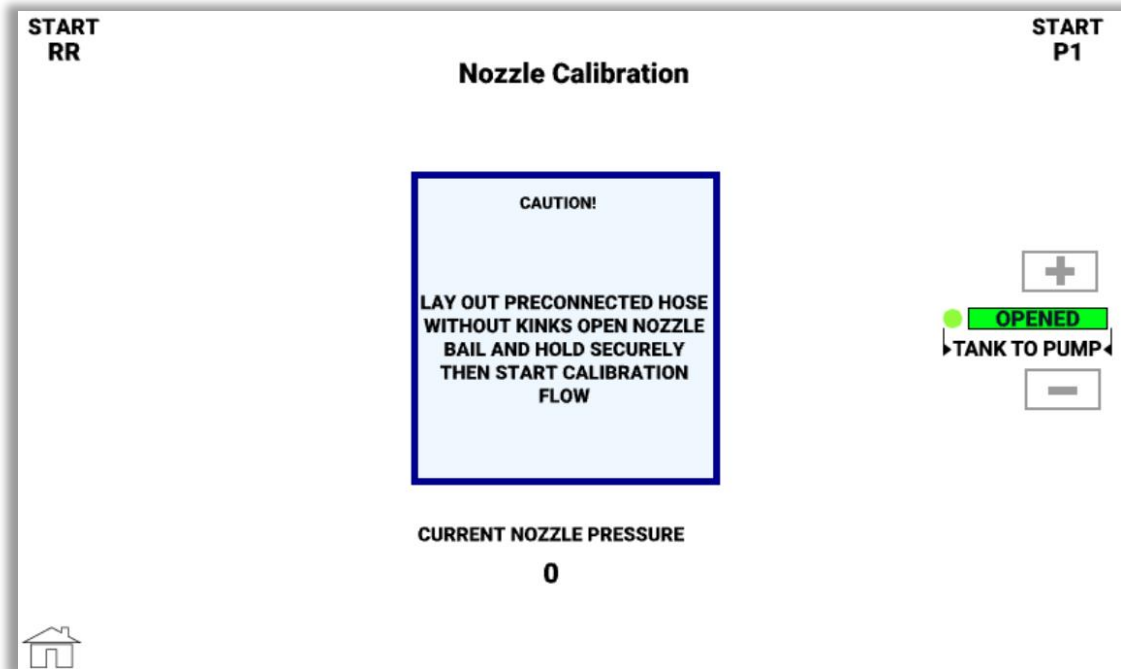 START
RR
START
P1
Nozzle Calibration
CAUTION!
LAY OUT PRECONNECTED HOSE
WITHOUT KINKS OPEN NOZZLE
BAIL AND HOLD SECURELY
THEN START CALIBRATION
FLOW
OPENED
TANK TO PUMP
CURRENT NOZZLE PRESSURE
0